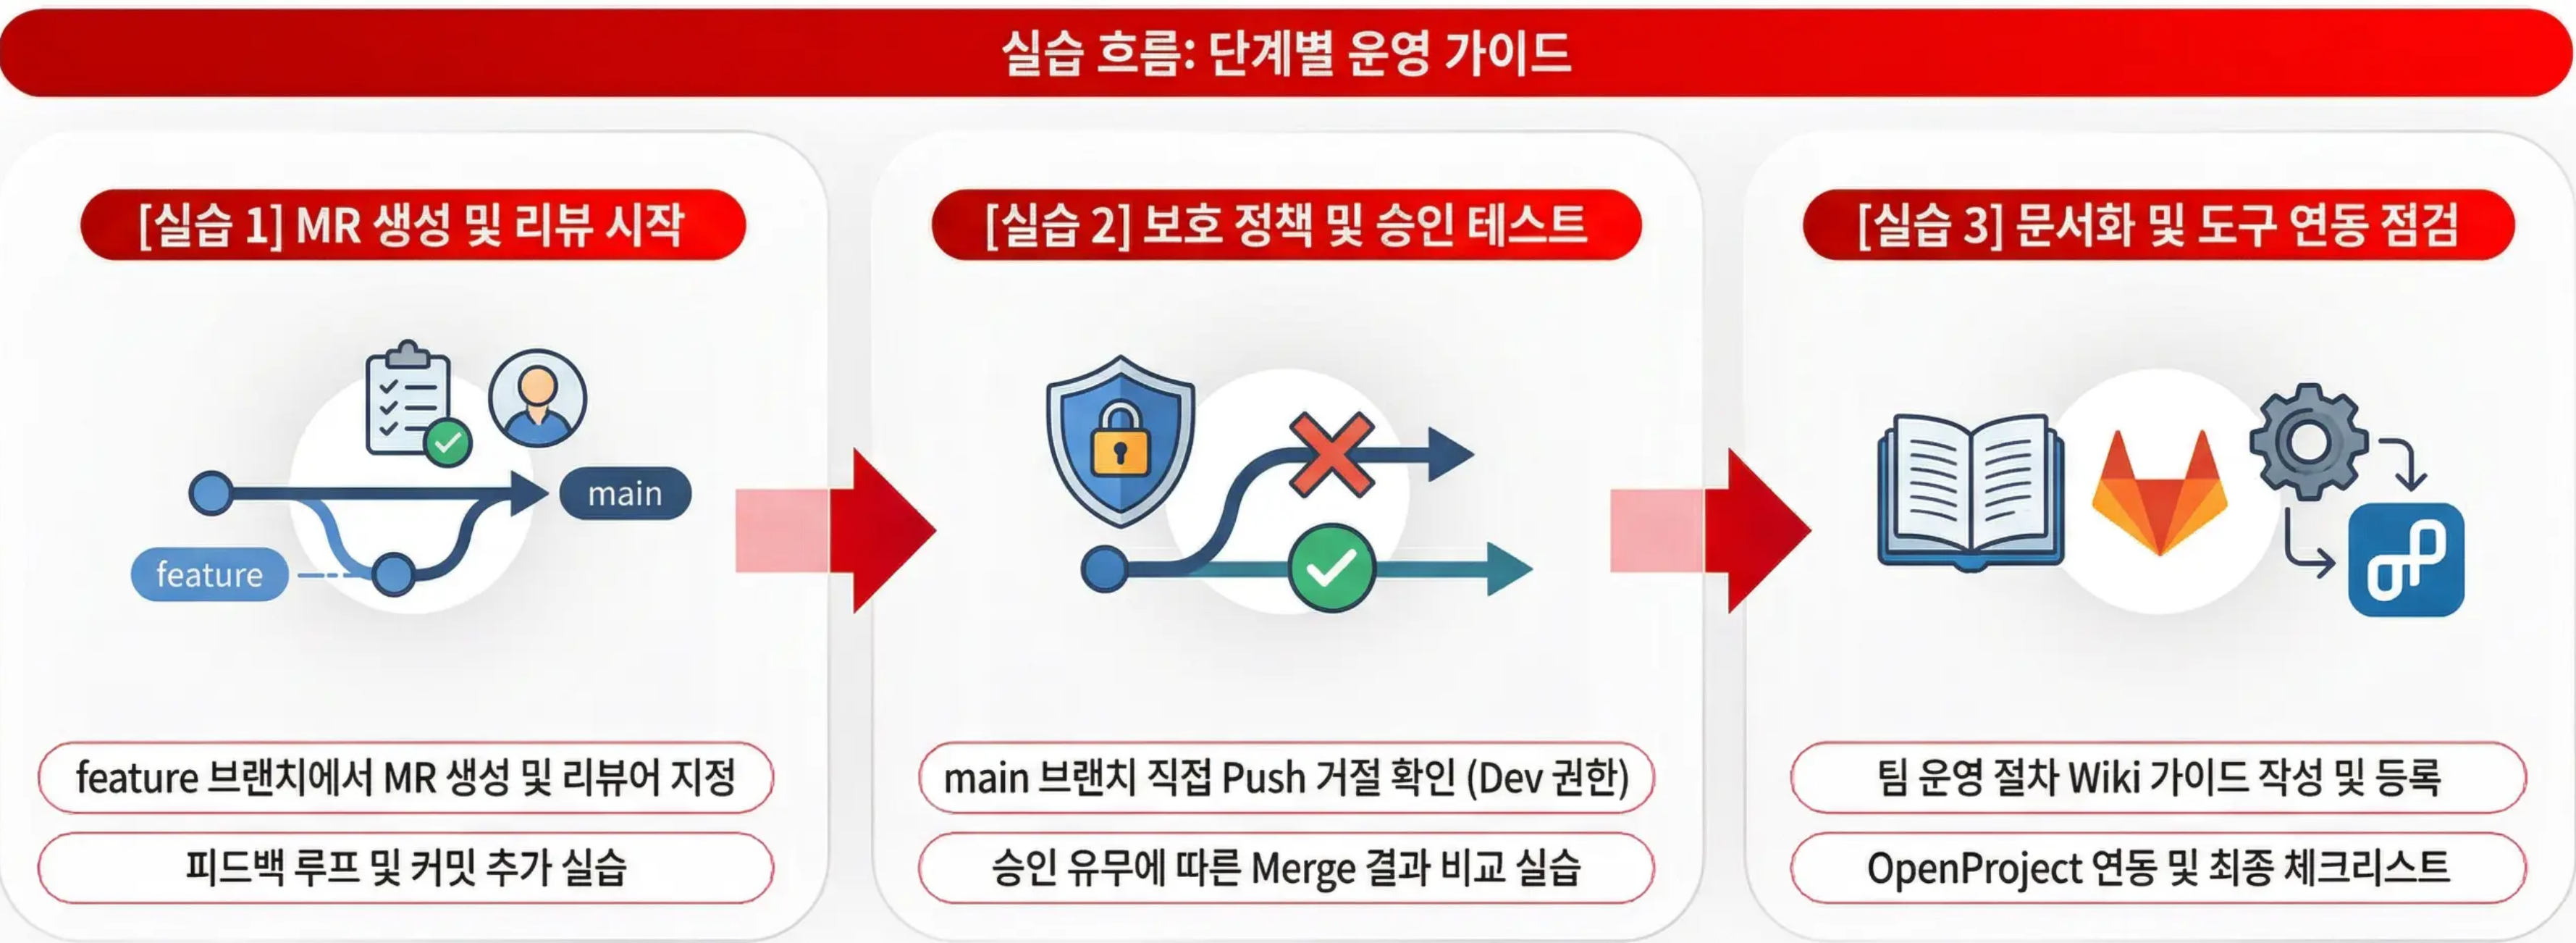 실습 흐름: 단계별 운영 가이드
[실습 1] MR 생성 및 리뷰 시작
main
feature
feature 브랜치에서 MR 생성 및 리뷰어 지정
피드백 루프 및 커밋 추가 실습
[실습 2] 보호 정책 및 승인 테스트
main 브랜치 직접 Push 거절 확인 (Dev 권한)
승인 유무에 따른 Merge 결과 비교 실습
[실습 3] 문서화 및 도구 연동 점검
팀 운영 절차 Wiki 가이드 작성 및 등록
OpenProject 연동 및 최종 체크리스트